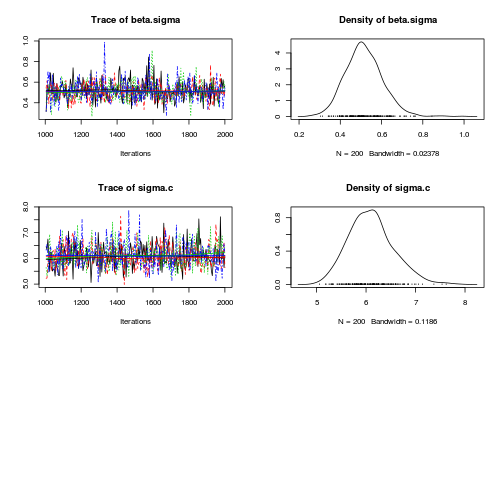 Trace of beta.sigma
0.4 0.6 0.8 1.0
1000 1200 1400 1600 1800 2000
Iterations
Density of beta.sigma
0 1 2 3 4
0.2 0.4 0.6 0.8 1.0
N = 200 Bandwidth = 0.02378
Trace of sigma.c
5.0 6.0 7.0 8.0
1000 1200 1400 1600 1800 2000
Iterations
Density of sigma.c
0.0 0.4 0.8
5 6 7 8
N = 200 Bandwidth = 0.1186